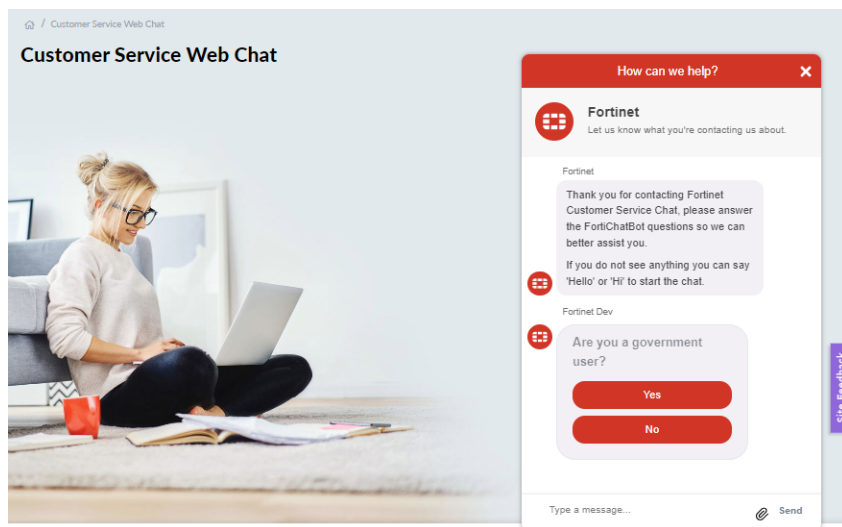 / Customer Service Web Chat
Customer Service Web Chat
How can we help?
Fortinet
Let us know what you're contacting us about.
Fortinet
Thank you for contacting Fortinet
Customer Service Chat, please answer
the FortiChatBot questions so we can
better assist you.
If you do not see anything you can say
'Hello' or 'Hi' to start the chat.
Fortinet Dev
Are you a government
user?
Yes
No
Site Feedback
Type a message...
Send